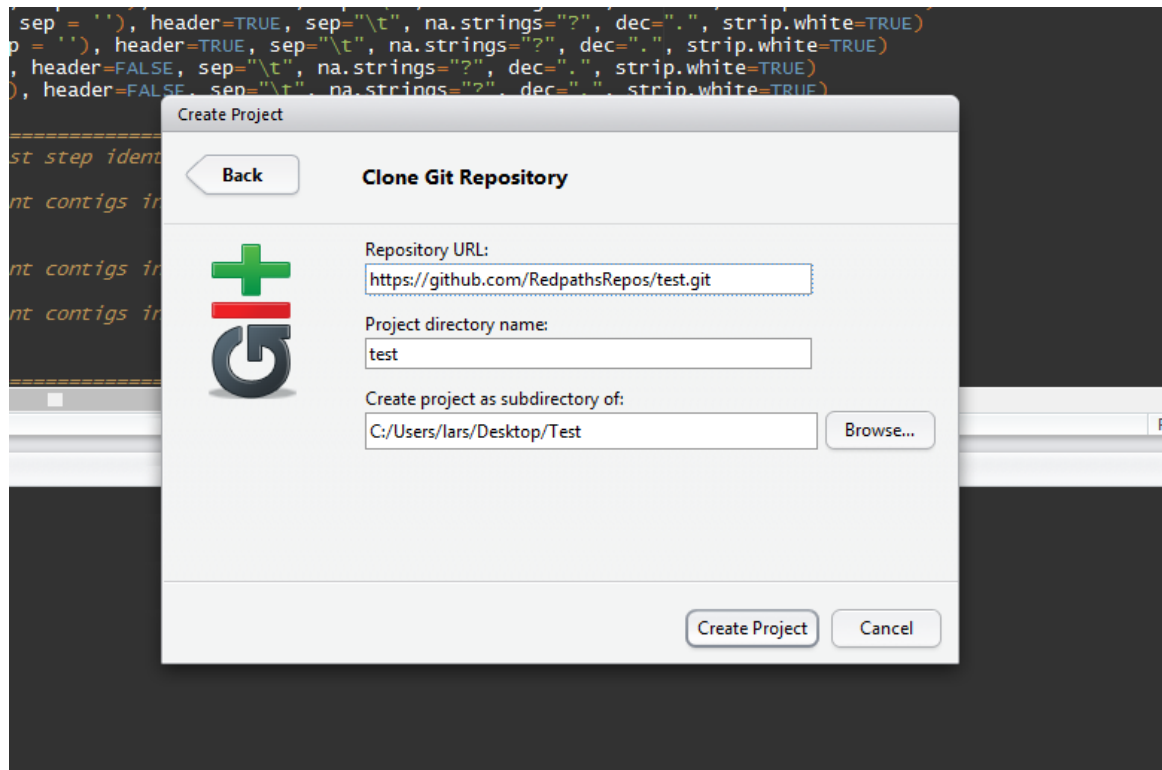 sep = ''), header=TRUE, sep="\t", na.strings="?", dec=".", strip.white=TRUE)
p = ''), header=TRUE, sep="\t", na.strings="?", dec=".", strip.white=TRUE)
, header=FALSE, sep="\t", na.strings="?", dec=".", strip.white=TRUE)
), header=FALSE, sep="\t", na.strings="?", dec=".", strip.white=TRUE)
Create Project
==============
st step ident
Back
Clone Git Repository
nt contigs in
Repository URL:
nt contigs in
https://github.com/RedpathsRepos/test.git
nt contigs in
Project directory name:
test
==============
Create project as subdirectory of:
C:/Users/lars/Desktop/Test
Browse...
Git
Create Project
Cancel